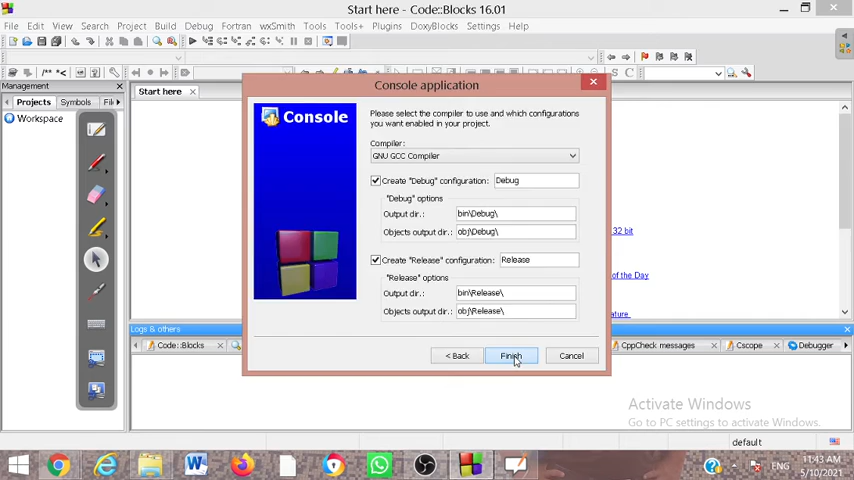 Start here - Code::Blocks 16.01
File Edit View Search Project Build Debug Fortran wxSmith Tools Tools+ Plugins DoxyBlocks Settings Help
/** *<
S C
Management
Projects Symbols Fil
Workspace
Start here
Console application
Console
Please select the compiler to use and which configurations
you want enabled in your project.
Compiler:
GNU GCC Compiler
Create "Debug" configuration: Debug
"Debug" options
Output dir.: bin\Debug\
Objects output dir.: obj\Debug\
Create "Release" configuration: Release
"Release" options
Output dir.: bin\Release\
Objects output dir.: obj\Release\
< Back Finish Cancel
32 bit
of the Day
feature
Logs & others
Code::Blocks
CppCheck messages Cscope Debugger
Activate Windows
Go to PC settings to activate Windows.
default
ENG
11:43 AM
5/10/2021